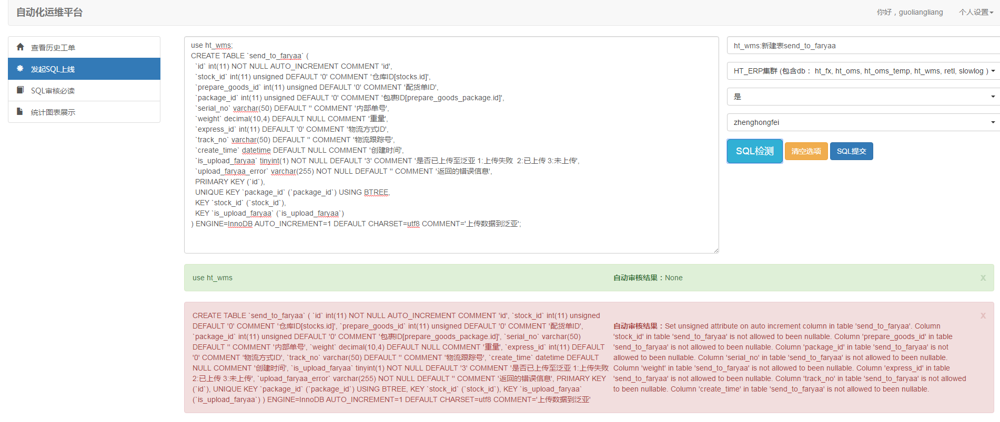 自动化运维平台
你好，guoliangliang 个人设置
查看历史工单
发起SQL上线
SQL审核必读
统计图表展示
use ht_wms;
CREATE TABLE `send_to_faryaa` (
`id` int(11) NOT NULL AUTO_INCREMENT COMMENT 'id',
`stock_id` int(11) unsigned DEFAULT '0' COMMENT '仓库ID[stocks.id]',
`prepare_goods_id` int(11) unsigned DEFAULT '0' COMMENT '配货单ID',
`package_id` int(11) unsigned DEFAULT '0' COMMENT '包惠ID[prepare_goods_package.id]',
`serial_no` varchar(50) DEFAULT '' COMMENT '内部单号',
`weight` decimal(10,4) DEFAULT NULL COMMENT '重量',
`express_id` int(11) DEFAULT '0' COMMENT '物流方式ID',
`track_no` varchar(50) DEFAULT '' COMMENT '物流跟踪号',
`create_time` datetime DEFAULT NULL COMMENT '创建时间',
`is_upload_faryaa` tinyint(1) NOT NULL DEFAULT '3' COMMENT '是否已上传至泛亚 1:上传失败  2:已上传 3:未上传',
`upload_faryaa_error` varchar(255) NOT NULL DEFAULT '' COMMENT '返回的错误信息',
PRIMARY KEY (`id`),
UNIQUE KEY `package_id` (`package_id`) USING BTREE,
KEY `stock_id` (`stock_id`),
KEY `is_upload_faryaa` (`is_upload_faryaa`)
) ENGINE=InnoDB AUTO_INCREMENT=1 DEFAULT CHARSET=utf8 COMMENT='上传数据到泛亚';
ht_wms:新建表send_to_faryaa
HT_ERP集群 (包含db： ht_fx, ht_oms, ht_oms_temp, ht_wms, retl, slowlog )
是
zhenghongfei
SQL检测 清空选项 SQL提交
use ht_wms
自动审核结果：None
x
CREATE TABLE `send_to_faryaa` ( `id` int(11) NOT NULL AUTO_INCREMENT COMMENT 'id', `stock_id` int(11) unsigned
DEFAULT '0' COMMENT '仓库ID[stocks.id]', `prepare_goods_id` int(11) unsigned DEFAULT '0' COMMENT '配货单ID',
`package_id` int(11) unsigned DEFAULT '0' COMMENT '包惠ID[prepare_goods_package.id]', `serial_no` varchar(50)
DEFAULT '' COMMENT '内部单号', `weight` decimal(10,4) DEFAULT NULL COMMENT '重量', `express_id` int(11) DEFAULT
'0' COMMENT '物流方式ID', `track_no` varchar(50) DEFAULT '' COMMENT '物流跟踪号', `create_time` datetime DEFAULT
NULL COMMENT '创建时间', `is_upload_faryaa` tinyint(1) NOT NULL DEFAULT '3' COMMENT '是否已上传至泛亚 1:上传失败
2:已上传 3:未上传', `upload_faryaa_error` varchar(255) NOT NULL DEFAULT '' COMMENT '返回的错误信息', PRIMARY KEY
(`id`), UNIQUE KEY `package_id` (`package_id`) USING BTREE, KEY `stock_id` (`stock_id`), KEY `is_upload_faryaa`
(`is_upload_faryaa`) ) ENGINE=InnoDB AUTO_INCREMENT=1 DEFAULT CHARSET=utf8 COMMENT='上传数据到泛亚'
x
自动审核结果：Set unsigned attribute on auto increment column in table 'send_to_faryaa'. Column
'stock_id' in table 'send_to_faryaa' is not allowed to been nullable. Column 'prepare_goods_id' in table
'send_to_faryaa' is not allowed to been nullable. Column 'package_id' in table 'send_to_faryaa' is not
allowed to been nullable. Column 'serial_no' in table 'send_to_faryaa' is not allowed to been nullable.
Column 'weight' in table 'send_to_faryaa' is not allowed to been nullable. Column 'express_id' in table
'send_to_faryaa' is not allowed to been nullable. Column 'track_no' in table 'send_to_faryaa' is not allowed
to been nullable. Column 'create_time' in table 'send_to_faryaa' is not allowed to been nullable.